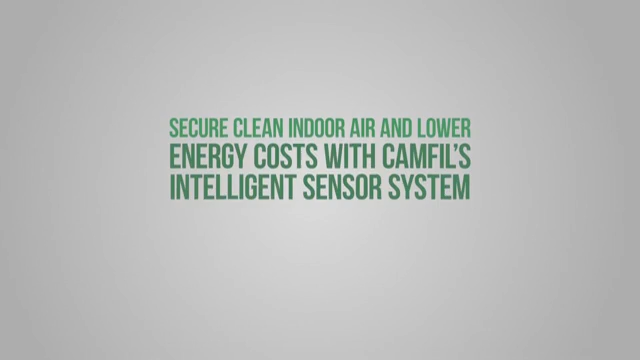 SECURE CLEAN INDOOR AIR AND LOWER
ENERGY COSTS WITH CAMFIL'S
INTELLIGENT SENSOR SYSTEM